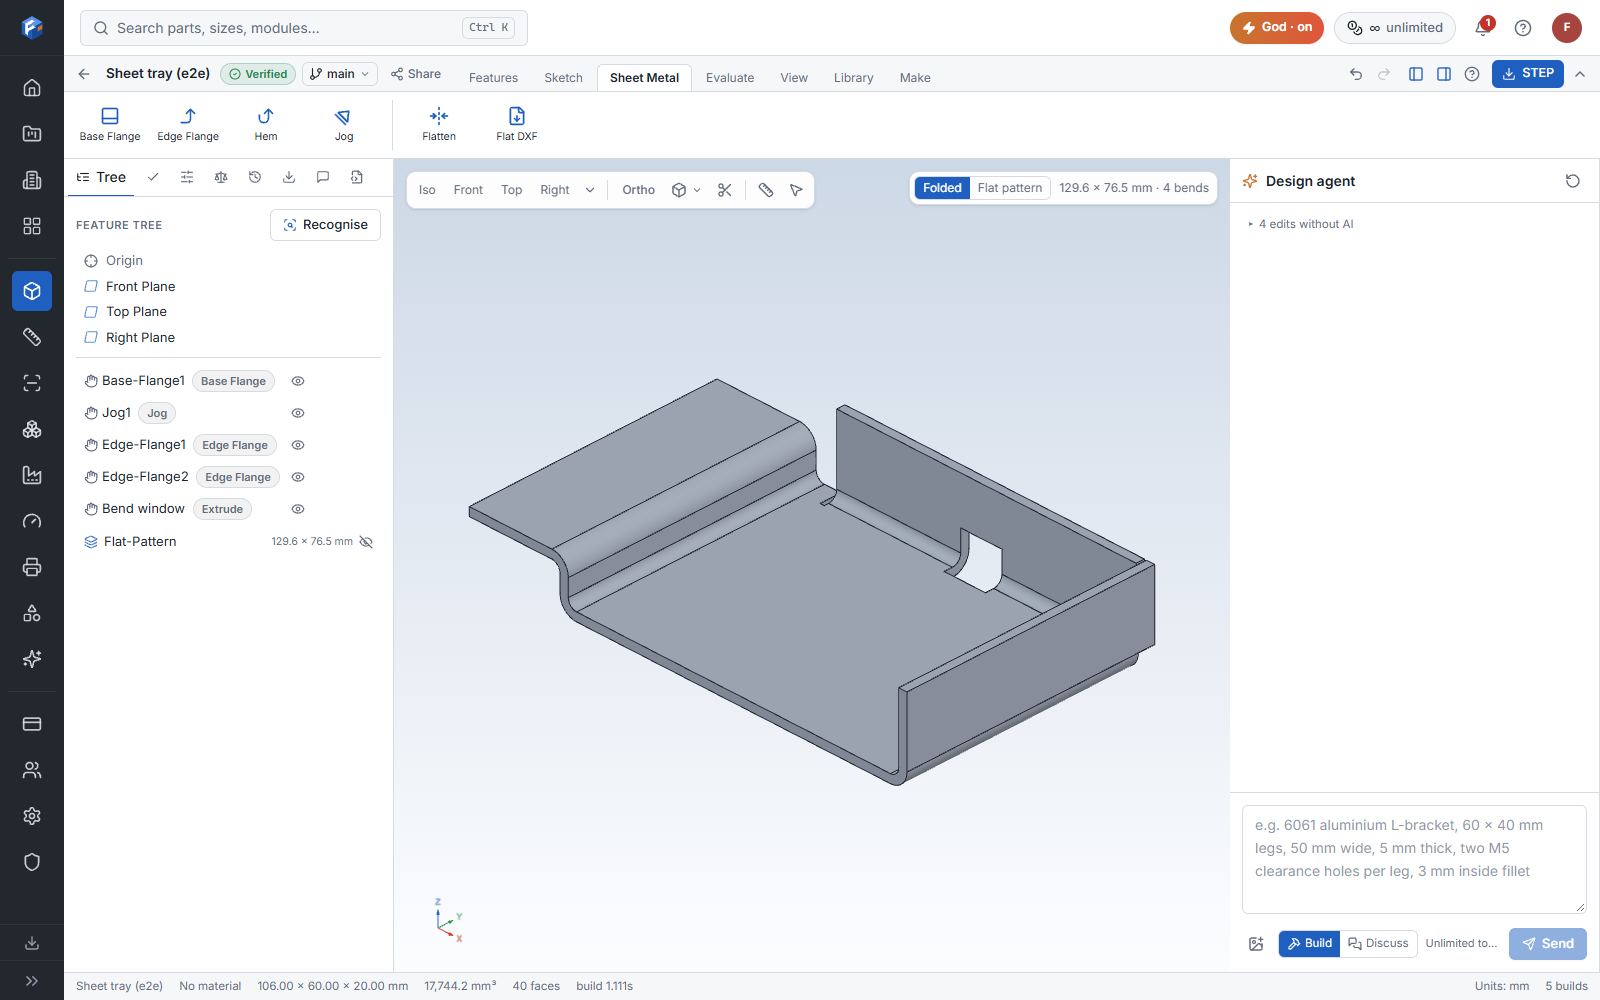 Search parts, sizes, modules...
Ctrl K
God · on
∞ unlimited
1
F
Sheet tray (e2e)
Verified
main
Share
Features
Sketch
Sheet Metal
Evaluate
View
Library
Make
STEP
Base Flange
Edge Flange
Hem
Jog
Flatten
Flat DXF
Tree
FEATURE TREE
Recognise
Origin
Front Plane
Top Plane
Right Plane
Base-Flange1 Base Flange
Jog1 Jog
Edge-Flange1 Edge Flange
Edge-Flange2 Edge Flange
Bend window Extrude
Flat-Pattern 129.6 × 76.5 mm
Iso
Front
Top
Right
Ortho
Folded
Flat pattern
129.6 × 76.5 mm · 4 bends
Z
Y
X
Design agent
4 edits without AI
e.g. 6061 aluminium L-bracket, 60 × 40 mm
legs, 50 mm wide, 5 mm thick, two M5
clearance holes per leg, 3 mm inside fillet
Build
Discuss
Unlimited to...
Send
Sheet tray (e2e)
No material
106.00 × 60.00 × 20.00 mm
17,744.2 mm³
40 faces
build 1.111s
Units: mm
5 builds